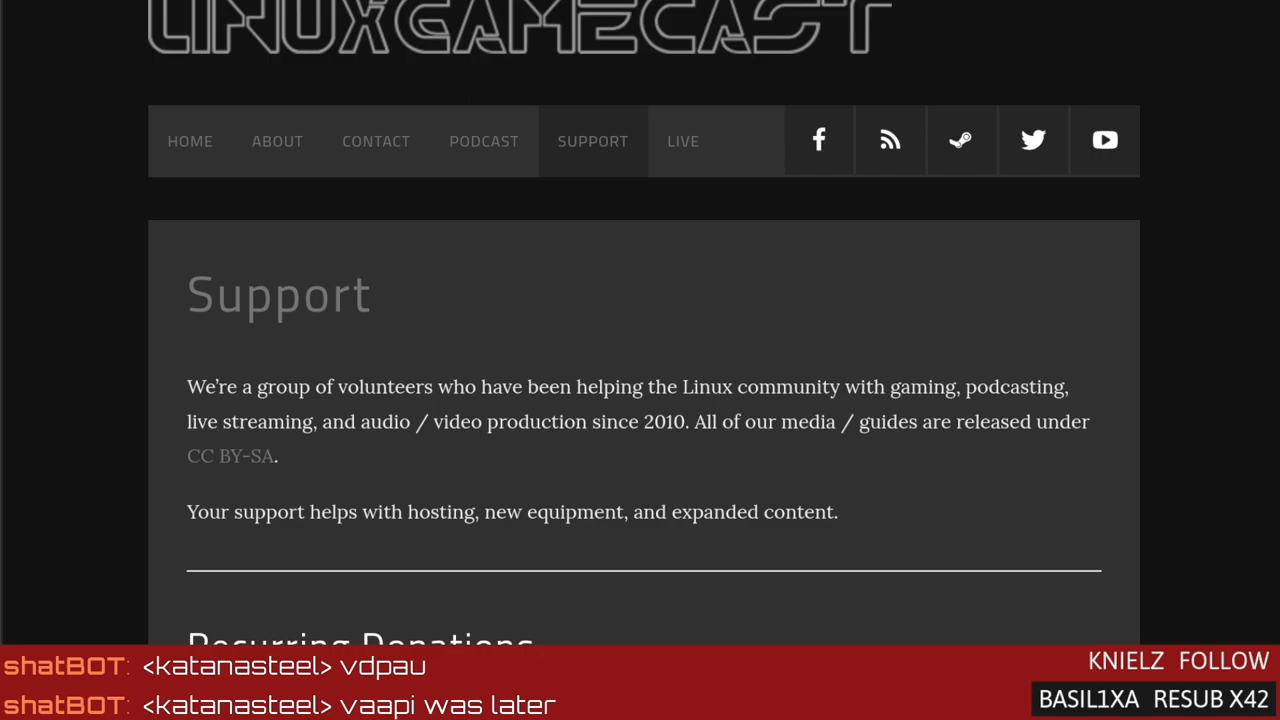 LINUXGAMECAST
HOME ABOUT CONTACT PODCAST SUPPORT LIVE
Support
We’re a group of volunteers who have been helping the Linux community with gaming, podcasting,
live streaming, and audio / video production since 2010. All of our media / guides are released under
CC BY-SA.
Your support helps with hosting, new equipment, and expanded content.
Recurring Donations
shatBOT: <katanasteel> vdpau
shatBOT: <katanasteel> vaapi was later
KNIELZ FOLLOW
BASIL1XA RESUB X42